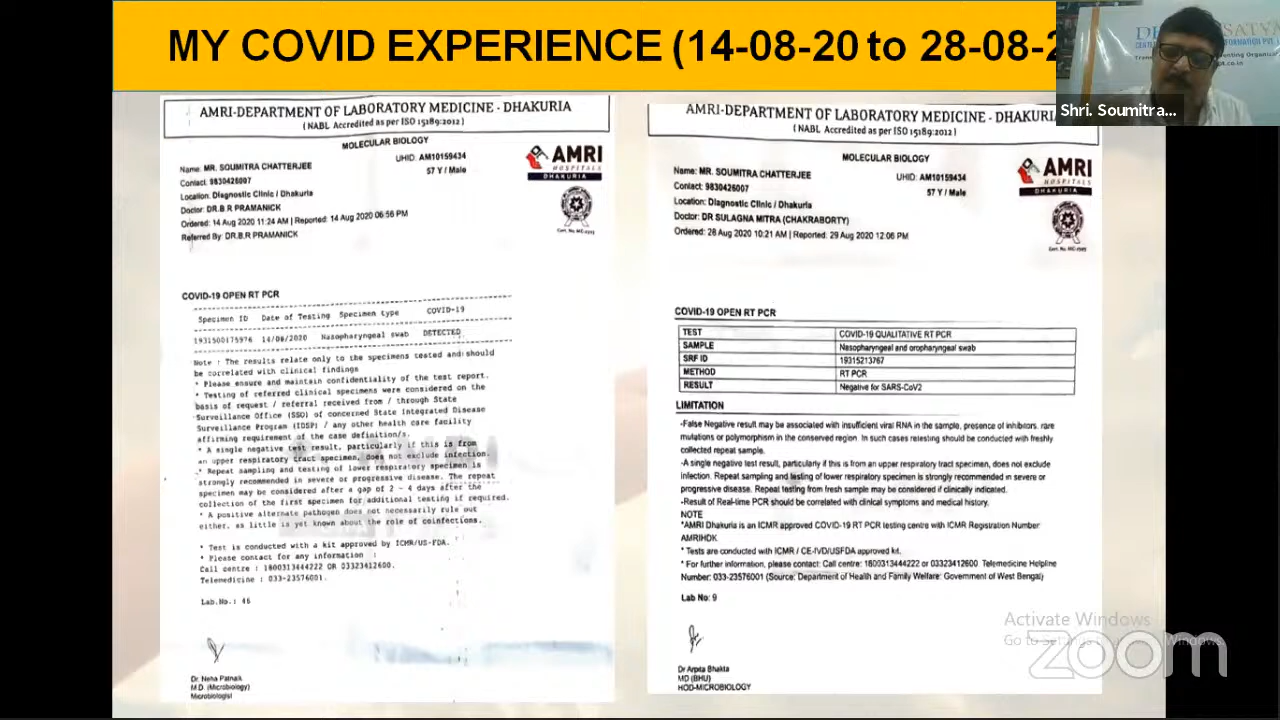 MY COVID EXPERIENCE (14-08-20 to 28-08-2
Shri. Soumitra...
AMRI-DEPARTMENT OF LABORATORY MEDICINE - DHAKURIA
( NABL Accredited as per ISO 15189:2012 )
MOLECULAR BIOLOGY
Name: MR. SOUMITRA CHATTERJEE
UHID: AM10159434
Contact: 9830426007
57 Y / Male
Location: Diagnostic Clinic / Dhakuria
Doctor: DR.B R PRAMANICK
Ordered: 14 Aug 2020 11:24 AM | Reported: 14 Aug 2020 06:56 PM
Referred By: DR.B.R PRAMANICK
AMRI
HOSPITALS
DHAKURIA
COVID-19 OPEN RT PCR
Specimen ID Date of Testing Specimen type COVID-19
1931500175976 14/08/2020 Nasopharyngeal swab DETECTED
Note : The results relate only to the specimens tested and should
be correlated with clinical findings
* Please ensure and maintain confidentiality of the test report.
* Testing of referred clinical specimens were considered on the
basis of request / referral received from / through State
Surveillance Office (SSO) of concerned State Integrated Disease
Surveillance Program (IDSP) / any other health care facility
affirming requirement of the case definition/s.
* A single negative test result, particularly if this is from
an upper respiratory tract specimen, does not exclude infection.
* Repeat sampling and testing of lower respiratory specimen is
strongly recommended in severe or progressive disease. The repeat
specimen may be considered after a gap of 2 - 4 days after the
collection of the first specimen for additional testing if required.
* A positive alternate pathogen does not necessarily rule out
either, as little is yet known about the role of coinfections.
* Test is conducted with a kit approved by ICMR/US-FDA.
* Please contact for any information :
Call centre : 1800313444222 OR 03323412600.
Telemedicine : 033-23576001.
Lab.No.: 46
Dr. Neha Patnaik
M.D. (Microbiology)
Microbiologist
AMRI-DEPARTMENT OF LABORATORY MEDICINE - DHAKURIA
( NABL Accredited as per ISO 15189:2012 )
MOLECULAR BIOLOGY
Name: MR. SOUMITRA CHATTERJEE
UHID: AM10159434
Contact: 9830426007
57 Y / Male
Location: Diagnostic Clinic / Dhakuria
Doctor: DR SULAGNA MITRA (CHAKRABORTY)
Ordered: 28 Aug 2020 10:21 AM | Reported: 29 Aug 2020 12:06 PM
AMRI
HOSPITALS
DHAKURIA
COVID-19 OPEN RT PCR
TEST COVID-19 QUALITATIVE RT PCR
SAMPLE Nasopharyngeal and oropharyngeal swab
SRF ID 19315213767
METHOD RT PCR
RESULT Negative for SARS-CoV2
LIMITATION
-False Negative result may be associated with insufficient viral RNA in the sample, presence of inhibitors, rare
mutations or polymorphism in the conserved region. In such cases retesting should be conducted with freshly
collected repeat sample.
-A single negative test result, particularly if this is from an upper respiratory tract specimen, does not exclude
infection. Repeat sampling and testing of lower respiratory specimen is strongly recommended in severe or
progressive disease. Repeat testing from fresh sample may be considered if clinically indicated.
-Result of Real-time PCR should be correlated with clinical symptoms and medical history.
NOTE
*AMRI Dhakuria is an ICMR approved COVID-19 RT PCR testing centre with ICMR Registration Number
AMRIHDK
* Tests are conducted with ICMR / CE-IVD/USFDA approved kit.
* For further information, please contact: Call centre: 1800313444222 or 03323412600 Telemedicine Helpline
Number: 033-23576001 (Source: Department of Health and Family Welfare: Government of West Bengal)
Lab No: 9
Dr Arpita Bhakta
MD (BHU)
HOD-MICROBIOLOGY
Activate Windows
Go to Settings
zoom